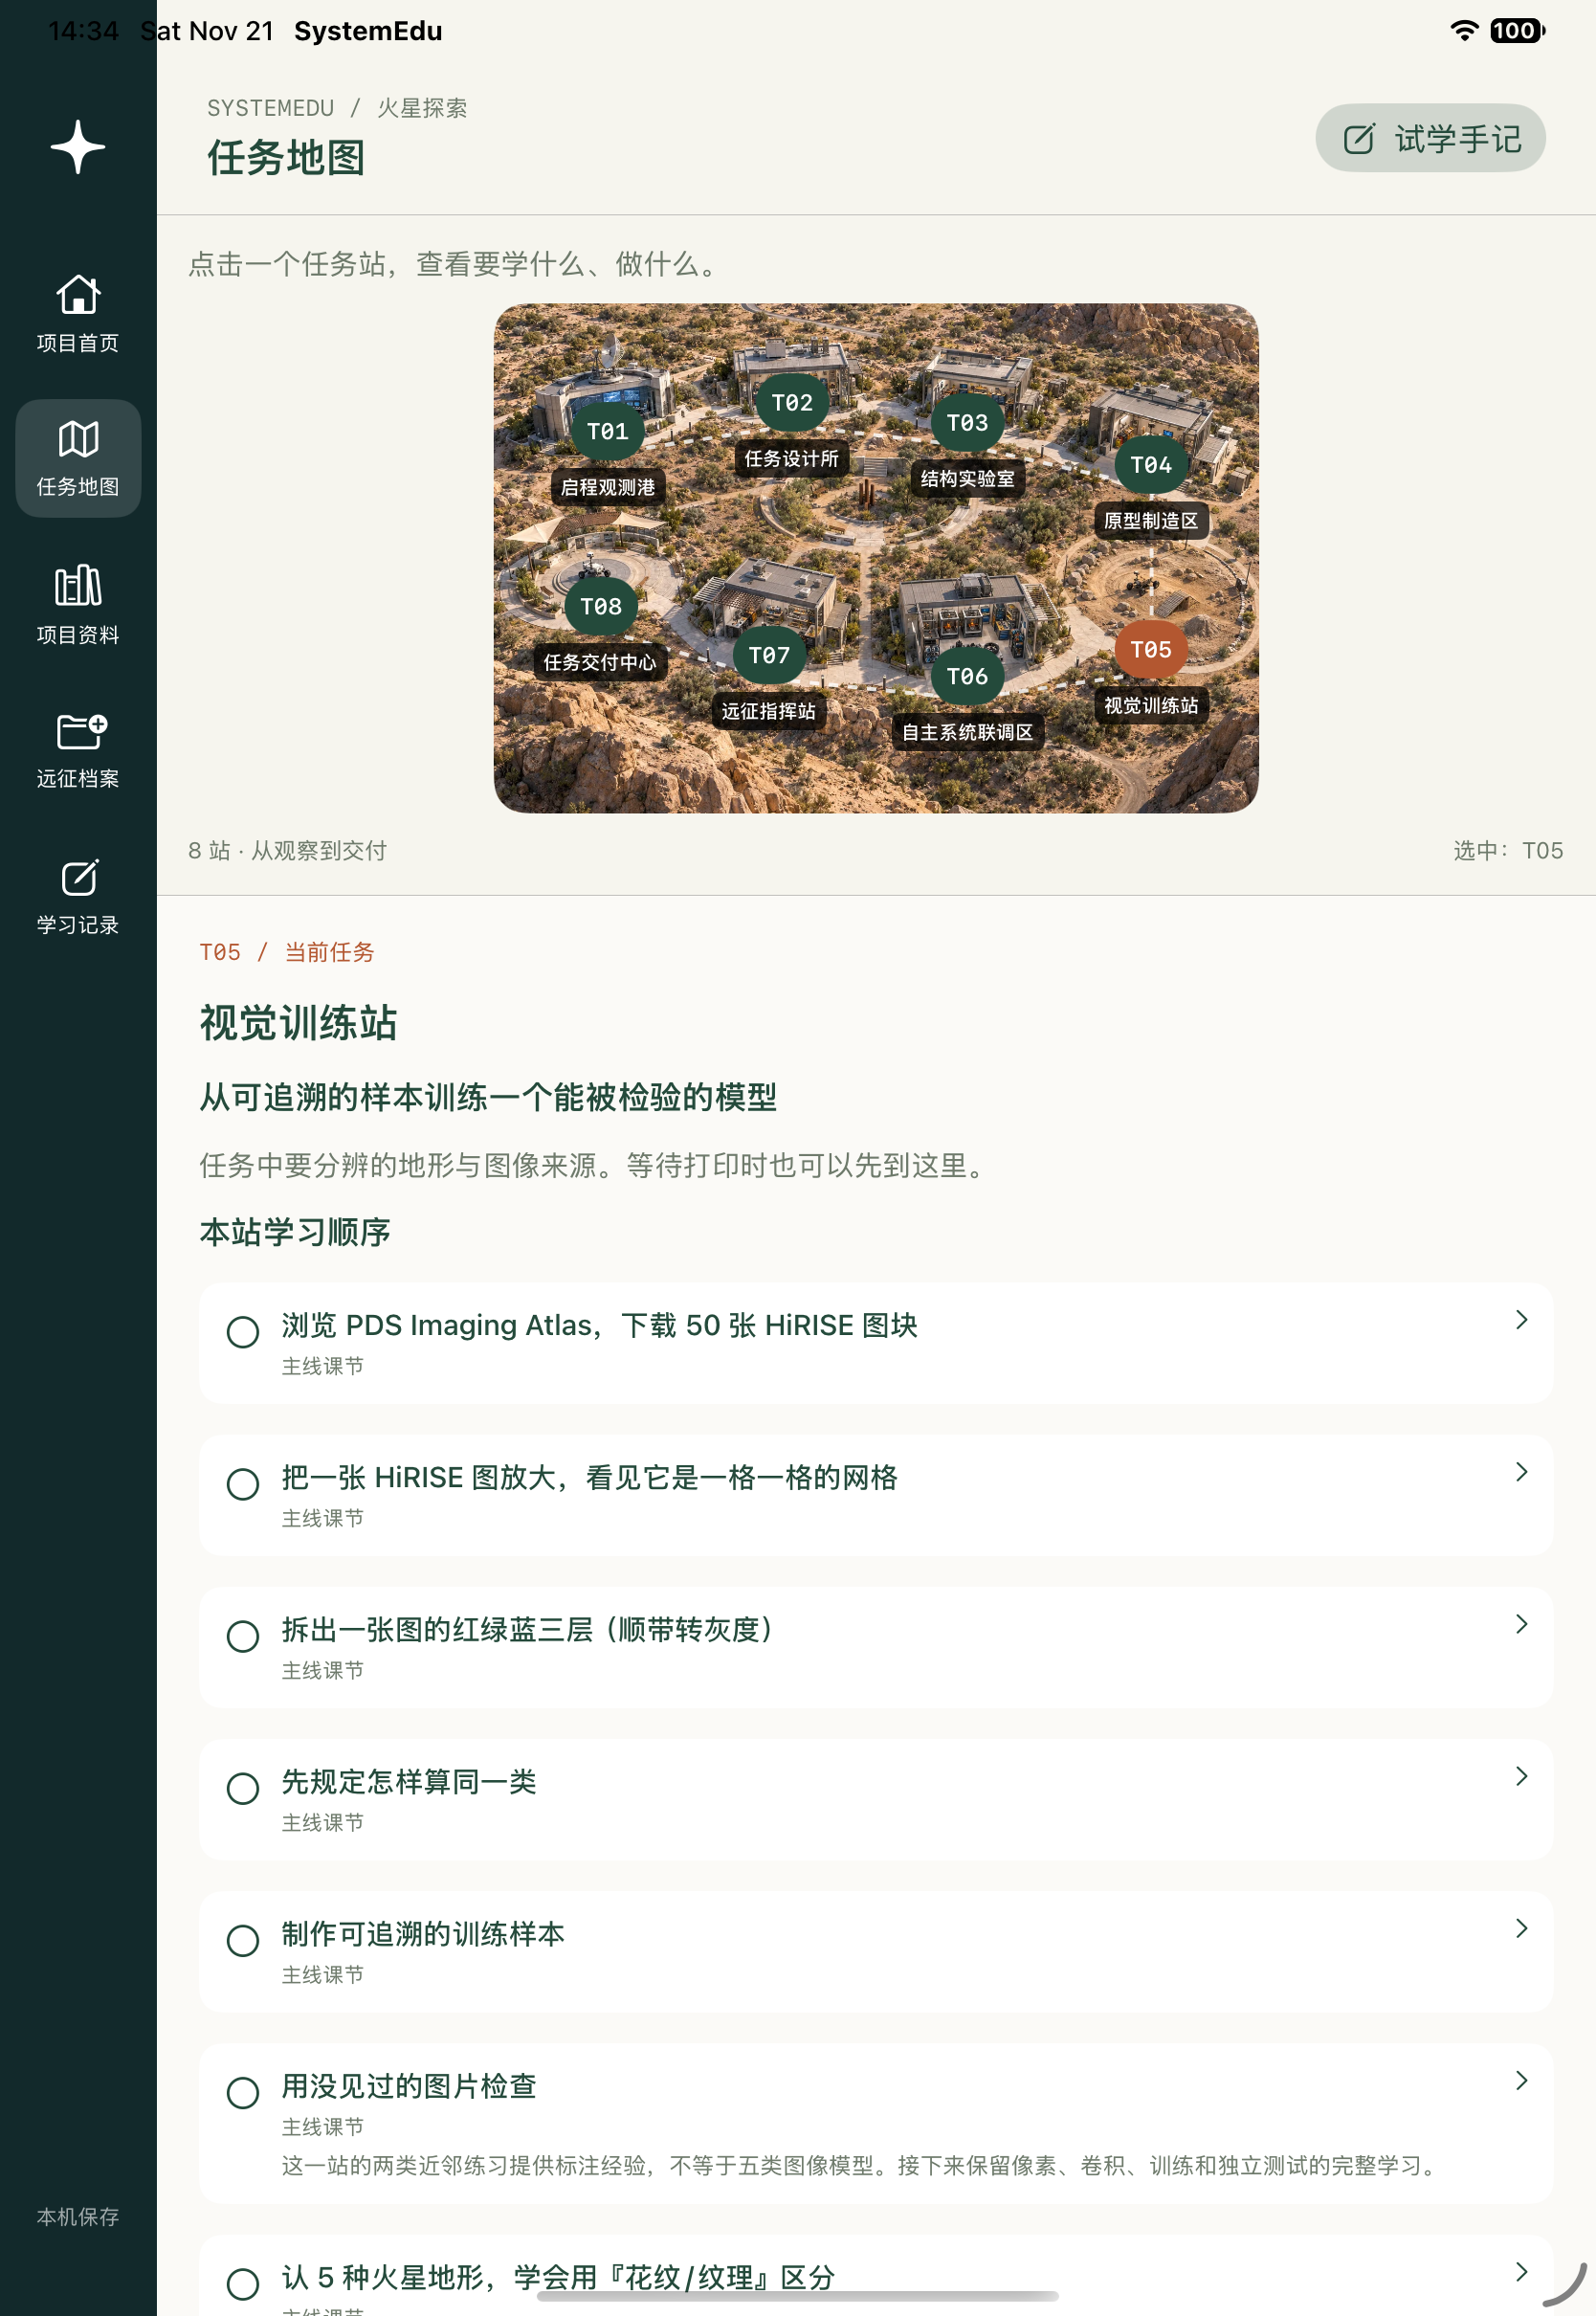 14:34 Sat Nov 21 SystemEdu
100
SYSTEMEDU / 火星探索
任务地图
试学手记
项目首页
任务地图
项目资料
远征档案
学习记录
本机保存
点击一个任务站，查看要学什么、做什么。
T01
启程观测港
T02
任务设计所
T03
结构实验室
T04
原型制造区
T08
任务交付中心
T07
远征指挥站
T06
自主系统联调区
T05
视觉训练站
8 站 · 从观察到交付
选中：T05
T05 / 当前任务
视觉训练站
从可追溯的样本训练一个能被检验的模型
任务中要分辨的地形与图像来源。等待打印时也可以先到这里。
本站学习顺序
浏览 PDS Imaging Atlas，下载 50 张 HiRISE 图块
主线课节
把一张 HiRISE 图放大，看见它是一格一格的网格
主线课节
拆出一张图的红绿蓝三层（顺带转灰度）
主线课节
先规定怎样算同一类
主线课节
制作可追溯的训练样本
主线课节
用没见过的图片检查
主线课节
这一站的两类近邻练习提供标注经验，不等于五类图像模型。接下来保留像素、卷积、训练和独立测试的完整学习。
认 5 种火星地形，学会用『花纹/纹理』区分
主线课节